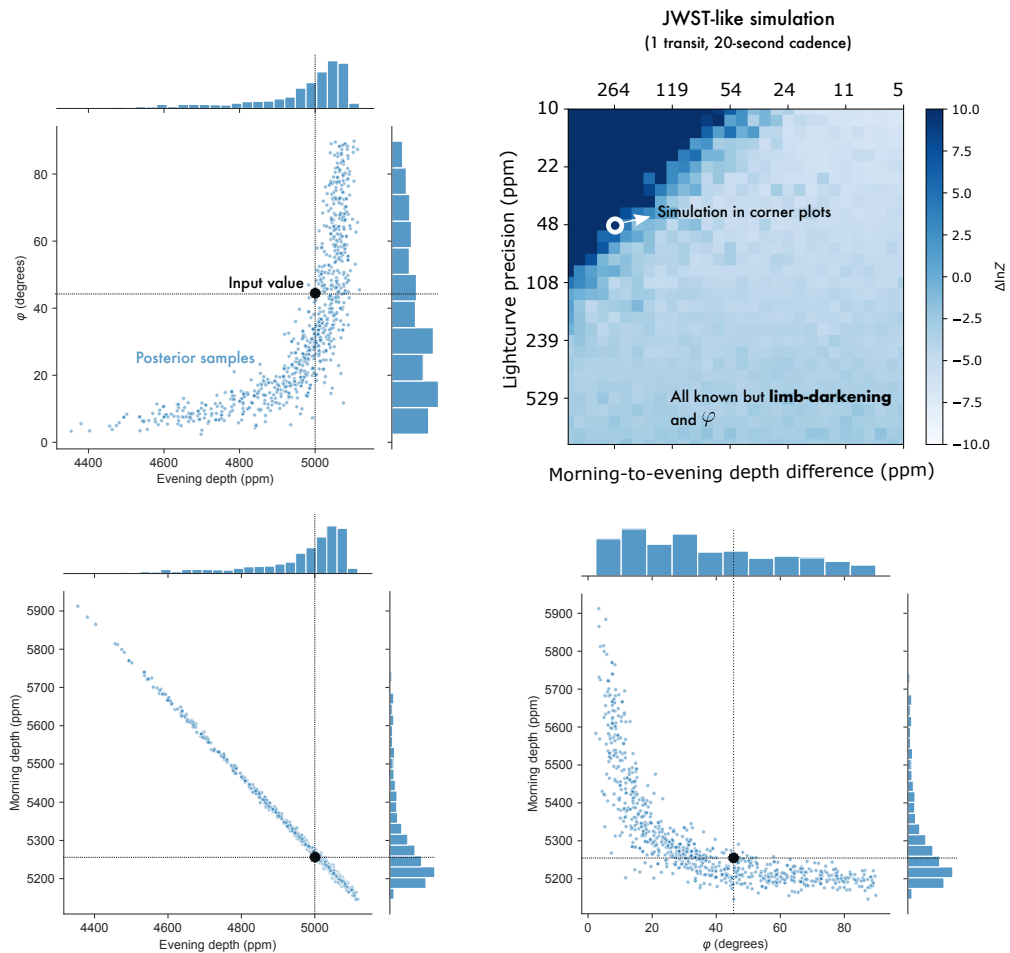 JWST-like simulation
(1 transit, 20-second cadence)
264 119 54 24 11 5
10
22
48
108
239
529
Lightcurve precision (ppm)
Simulation in corner plots
All known but limb-darkening
and φ
Morning-to-evening depth difference (ppm)
10.0
7.5
5.0
2.5
0.0
−2.5
−5.0
−7.5
−10.0
ΔlnZ
80
60
40
20
0
φ (degrees)
Input value
Posterior samples
4400 4600 4800 5000
Evening depth (ppm)
5900
5800
5700
5600
5500
5400
5300
5200
Morning depth (ppm)
4400 4600 4800 5000
Evening depth (ppm)
5900
5800
5700
5600
5500
5400
5300
5200
Morning depth (ppm)
0 20 40 60 80
φ (degrees)